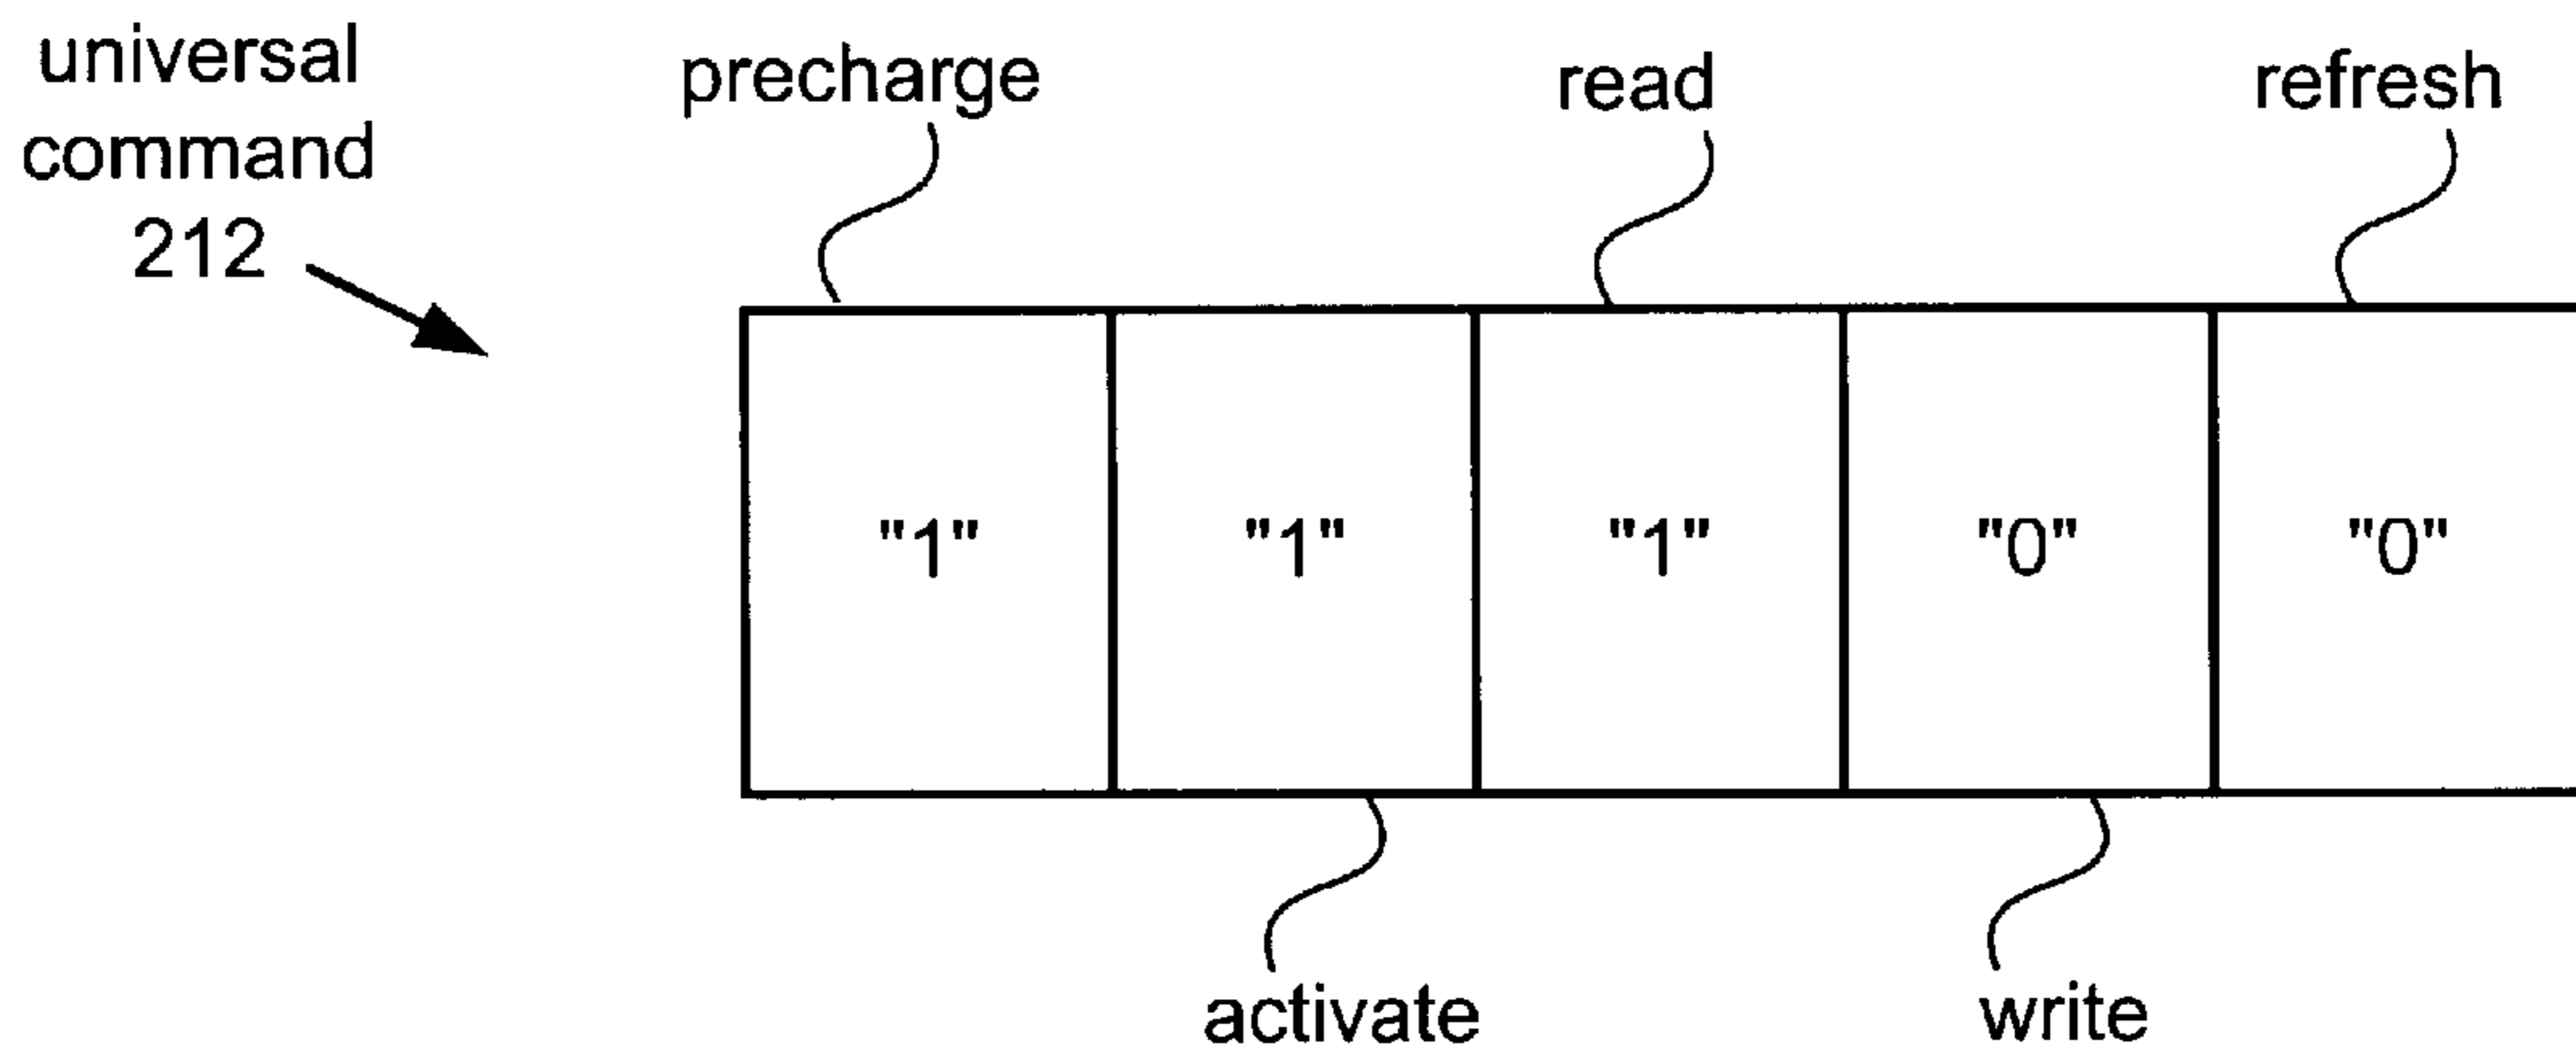 universal
command
212
precharge
read
refresh
"1" "1" "1" "0" "0"
activate
write